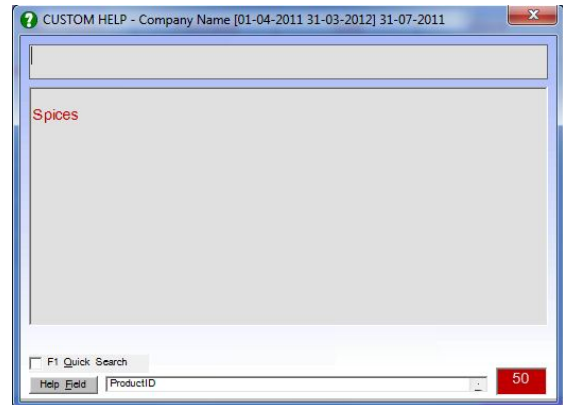 CUSTOM HELP - Company Name [01-04-2011 31-03-2012] 31-07-2011
Spices
F1 Quick Search
Help Field ProductID 50